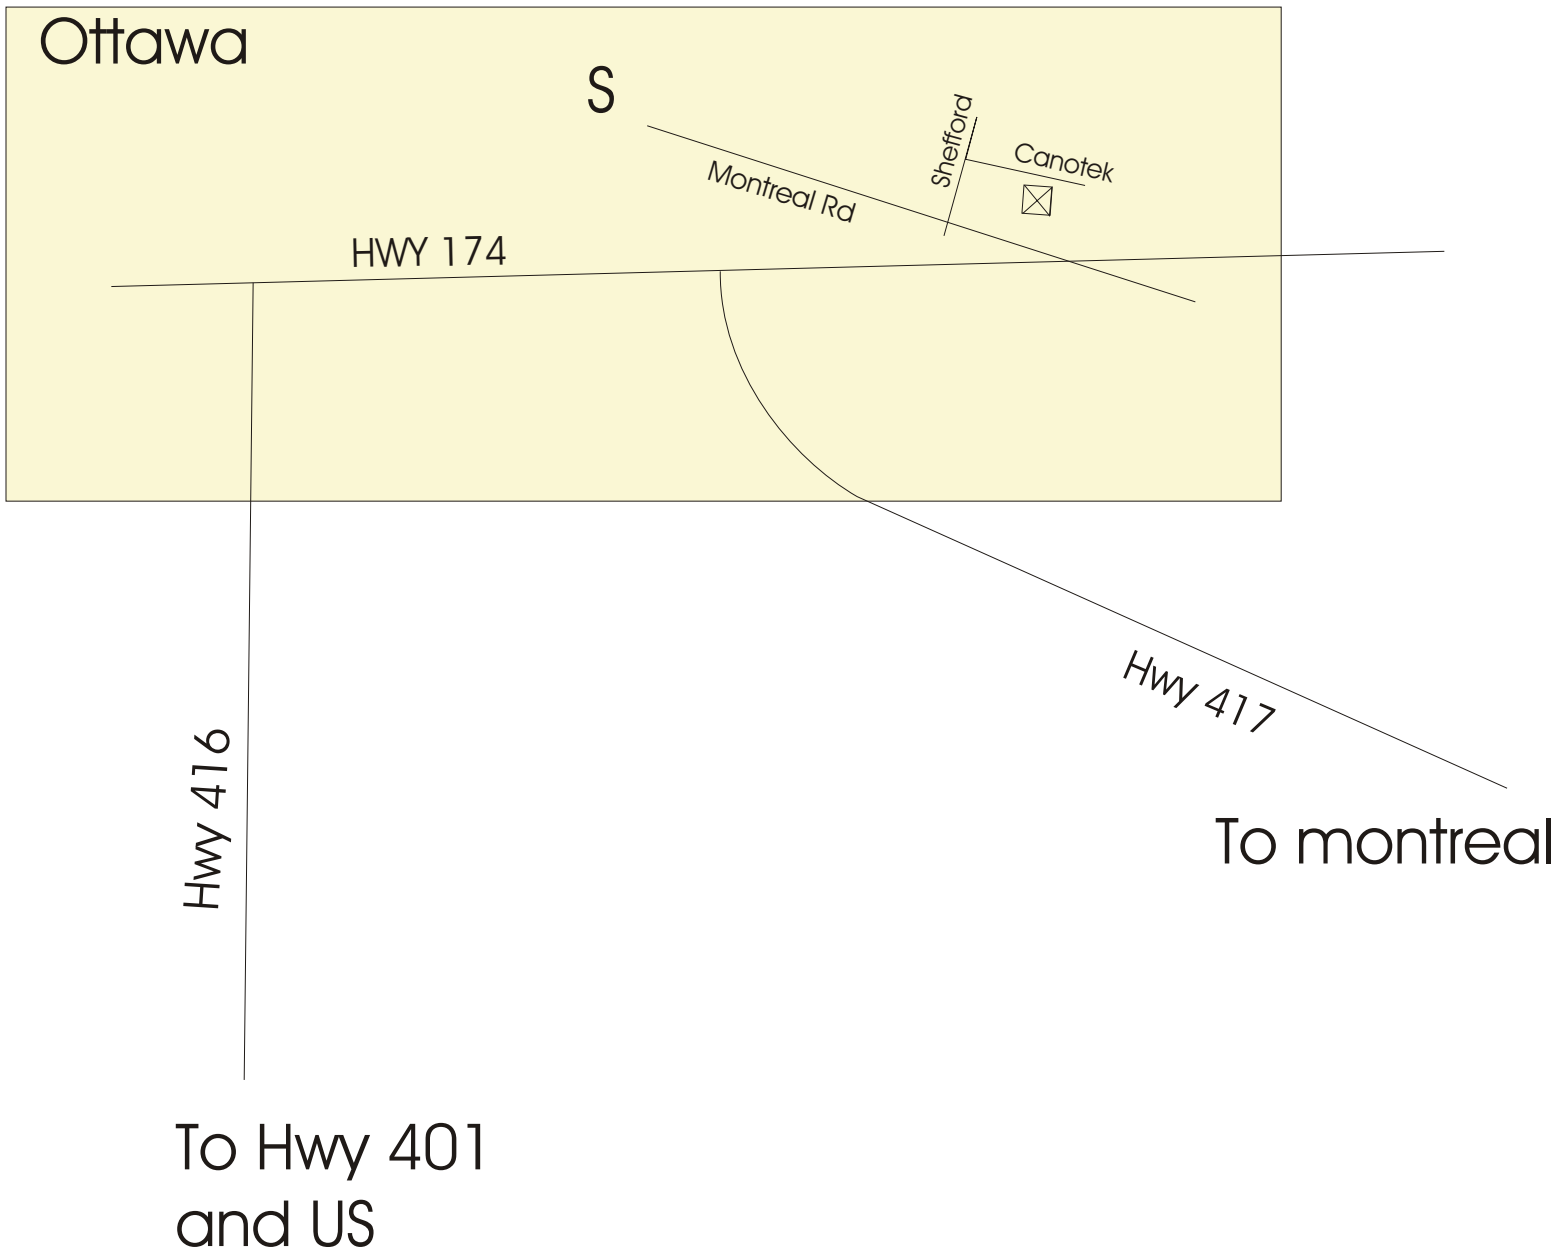 Ottawa
S
Shefford
Canotek
Montreal Rd
HWY 174
Hwy 417
Hwy 416
To montreal
To Hwy 401
and US